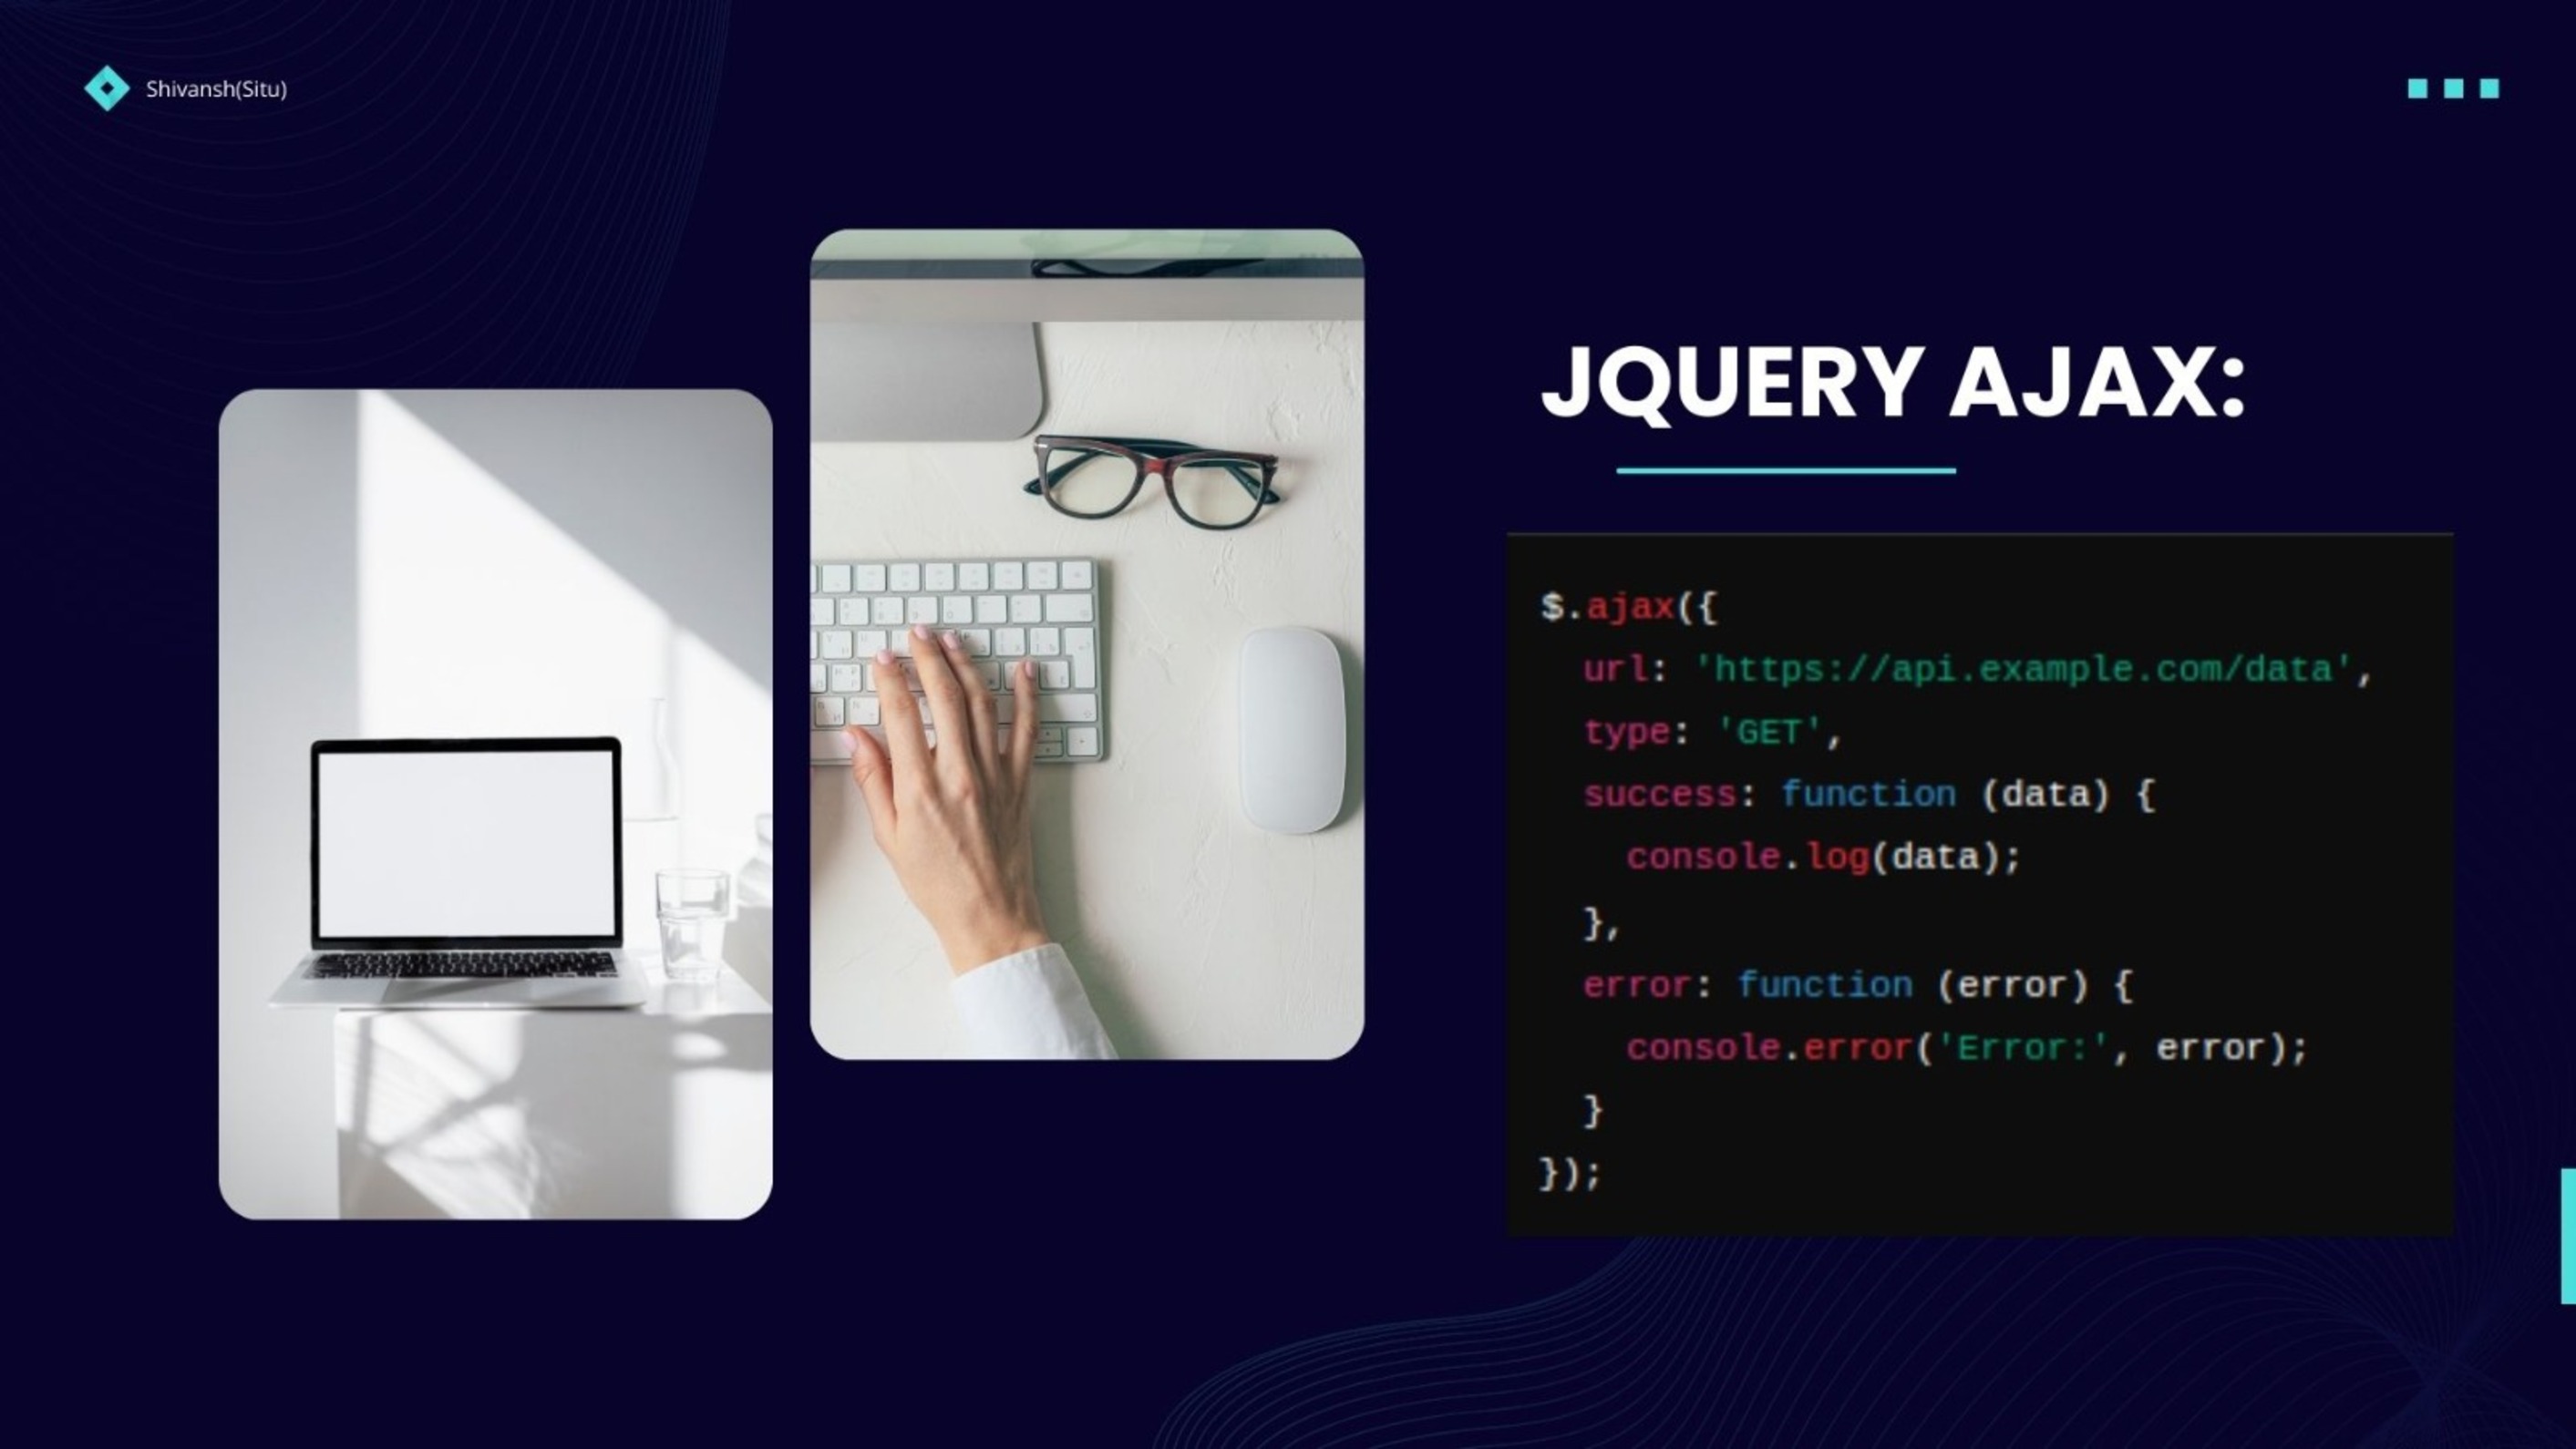 Shivansh(Situ)
JQUERY AJAX:
$.ajax({
  url: 'https://api.example.com/data',
  type: 'GET',
  success: function (data) {
    console.log(data);
  },
  error: function (error) {
    console.error('Error:', error);
  }
});